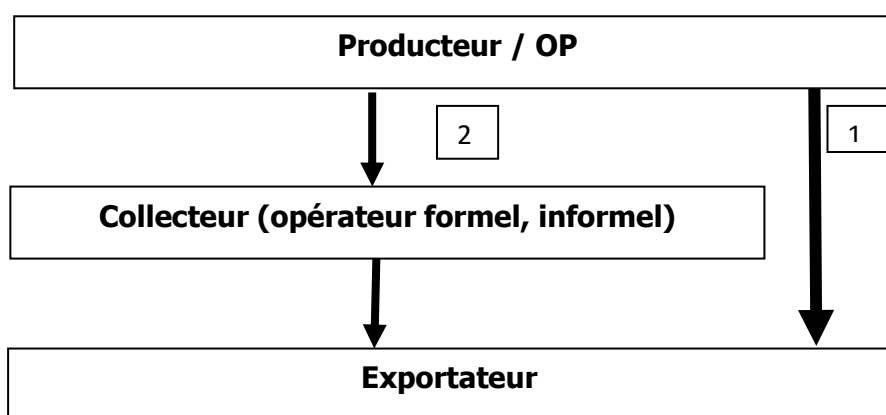 Producteur / OP
2
1
Collecteur (opérateur formel, informel)
Exportateur